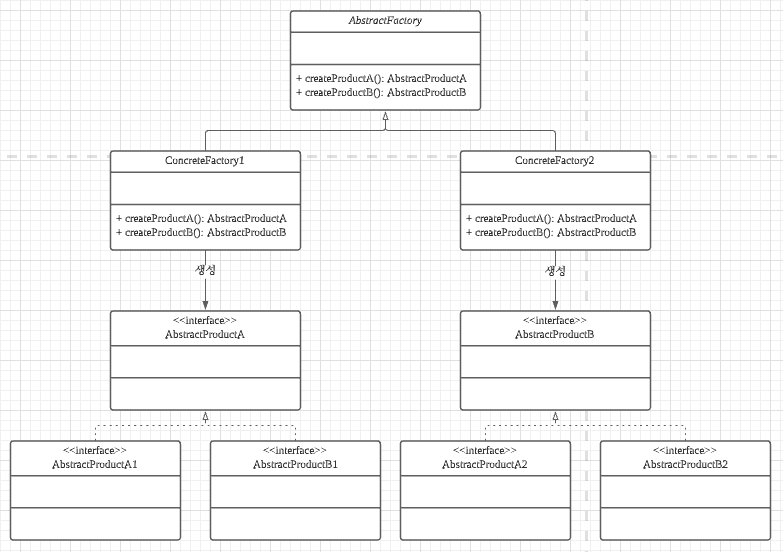 AbstractFactory
+ createProductA(): AbstractProductA
+ createProductB(): AbstractProductB
ConcreteFactory1
+ createProductA(): AbstractProductA
+ createProductB(): AbstractProductB
ConcreteFactory2
+ createProductA(): AbstractProductA
+ createProductB(): AbstractProductB
생성
생성
<<interface>>
AbstractProductA
<<interface>>
AbstractProductB
<<interface>>
AbstractProductA1
<<interface>>
AbstractProductB1
<<interface>>
AbstractProductA2
<<interface>>
AbstractProductB2